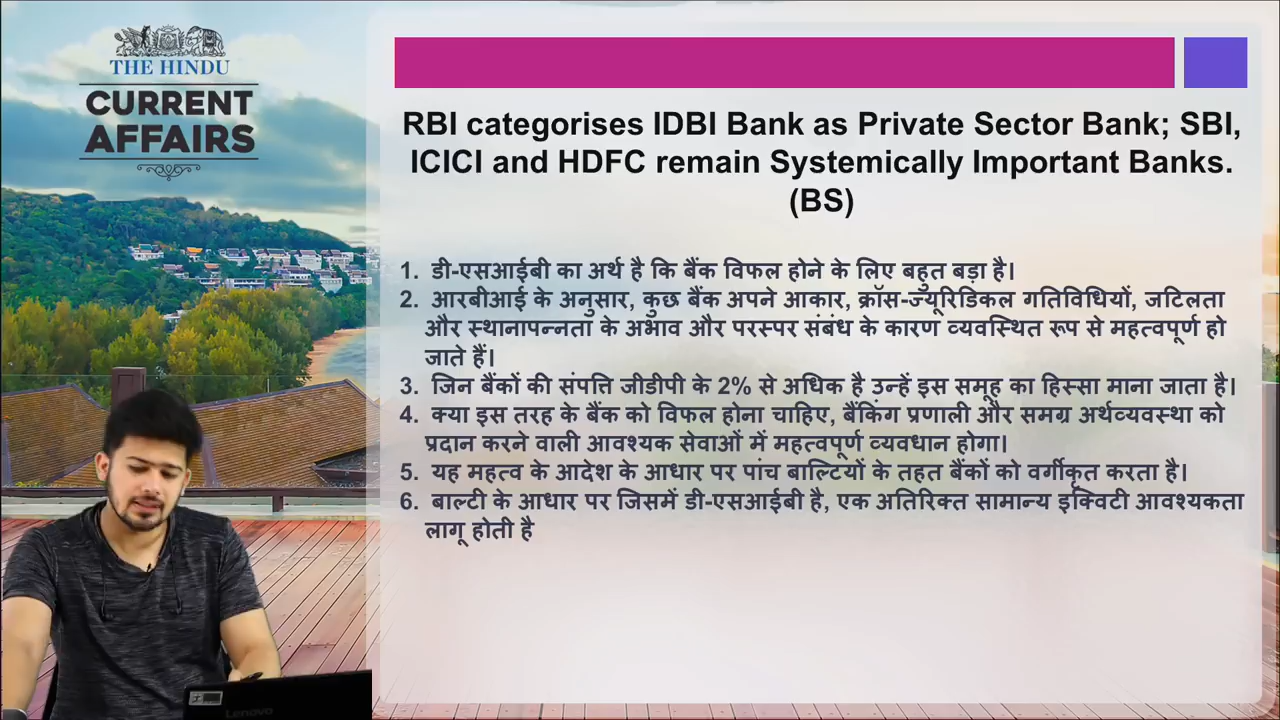 THE HINDU
CURRENT
AFFAIRS
RBI categorises IDBI Bank as Private Sector Bank; SBI,
ICICI and HDFC remain Systemically Important Banks.
(BS)
1. डी-एसआईबी का अर्थ है कि बैंक विफल होने के लिए बहुत बड़ा है।
2. आरबीआई के अनुसार, कुछ बैंक अपने आकार, क्रॉस-ज्यूरिडिकल गतिविधियों, जटिलता
और स्थानापन्नता के अभाव और परस्पर संबंध के कारण व्यवस्थित रूप से महत्वपूर्ण हो
जाते हैं।
3. जिन बैंकों की संपत्ति जीडीपी के 2% से अधिक है उन्हें इस समूह का हिस्सा माना जाता है।
4. क्या इस तरह के बैंक को विफल होना चाहिए, बैंकिंग प्रणाली और समग्र अर्थव्यवस्था को
प्रदान करने वाली आवश्यक सेवाओं में महत्वपूर्ण व्यवधान होगा।
5. यह महत्व के आदेश के आधार पर पांच बाल्टियों के तहत बैंकों को वर्गीकृत करता है।
6. बाल्टी के आधार पर जिसमें डी-एसआईबी है, एक अतिरिक्त सामान्य इक्विटी आवश्यकता
लागू होती है
Lenovo